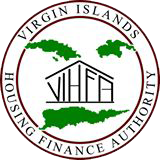 VIRGIN ISLANDS
VIHFA
HOUSING FINANCE AUTHORITY